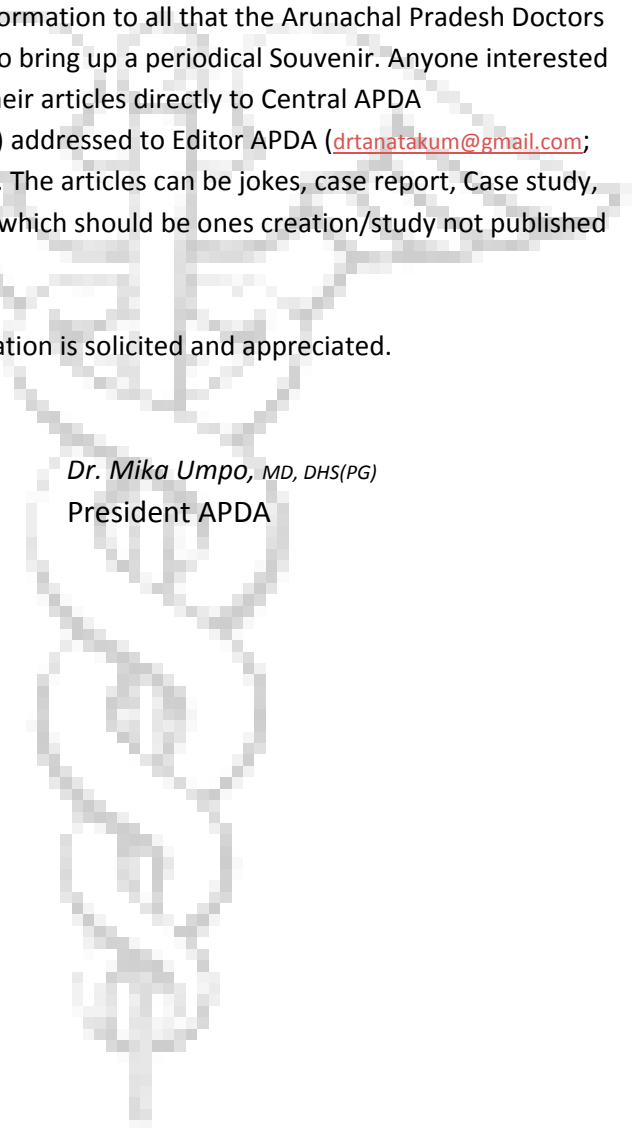 ormation to all that the Arunachal Pradesh Doctors
o bring up a periodical Souvenir. Anyone interested
heir articles directly to Central APDA
) addressed to Editor APDA (drtanatakum@gmail.com;
. The articles can be jokes, case report, Case study,
which should be ones creation/study not published
ation is solicited and appreciated.
Dr. Mika Umpo, MD, DHS(PG)
President APDA